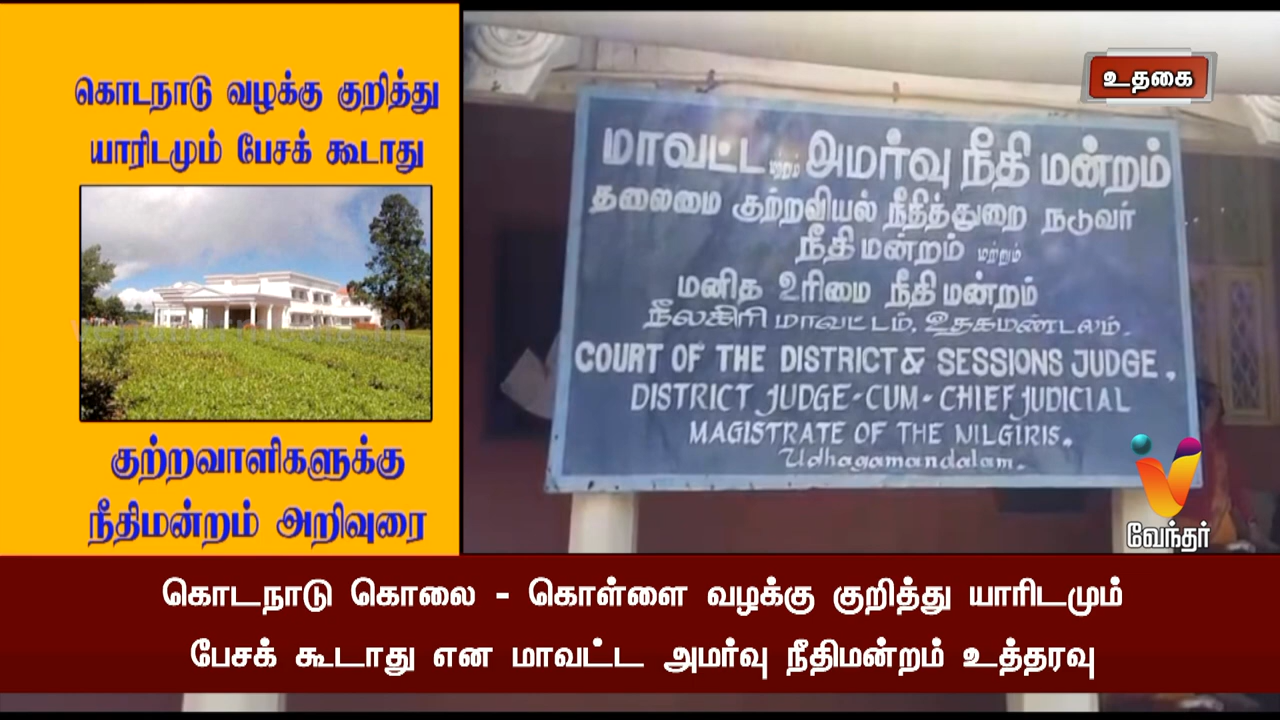 கொடநாடு வழக்கு குறித்து
யாரிடமும் பேசக் கூடாது
குற்றவாளிகளுக்கு
நீதிமன்றம் அறிவுரை
உதகை
மாவட்ட மற்றும் அமர்வு நீதி மன்றம்
தலைமை குற்றவியல் நீதித்துறை நடுவர்
நீதி மன்றம் மற்றும்
மனித உரிமை நீதி மன்றம்
நீலகிரி மாவட்டம், உதகமண்டலம்.
COURT OF THE DISTRICT & SESSIONS JUDGE,
DISTRICT JUDGE-CUM-CHIEF JUDICIAL
MAGISTRATE OF THE NILGIRIS,
Udhagamandalam.
வேந்தர்
கொடநாடு கொலை - கொள்ளை வழக்கு குறித்து யாரிடமும்
பேசக் கூடாது என மாவட்ட அமர்வு நீதிமன்றம் உத்தரவு